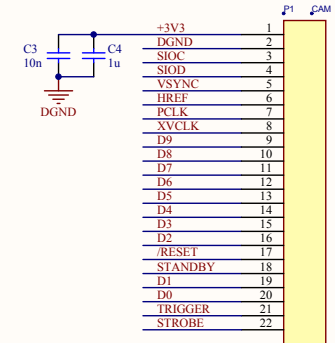 P1 CAM
+3V3 1
DGND 2
SIOC 3
SIOD 4
VSYNC 5
HREF 6
PCLK 7
XVCLK 8
D9 9
D8 10
D7 11
D6 12
D5 13
D4 14
D3 15
D2 16
/RESET 17
STANDBY 18
D1 19
D0 20
TRIGGER 21
STROBE 22
C3 C4
10n 1u
DGND